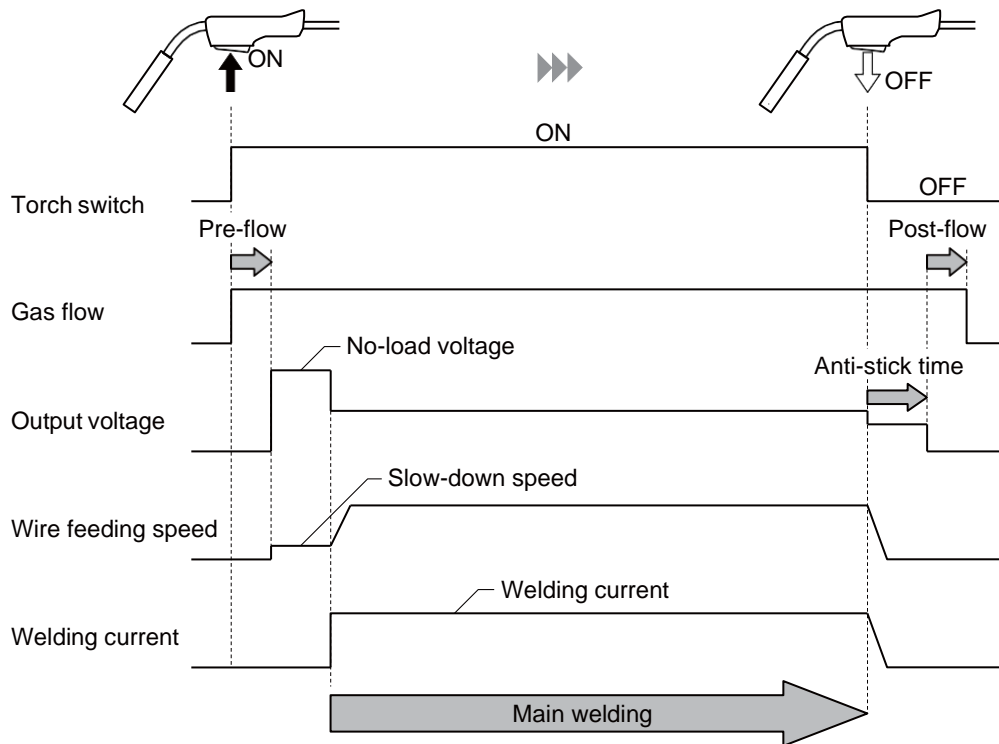 ON
OFF
ON
Torch switch
OFF
Pre-flow
Post-flow
Gas flow
No-load voltage
Anti-stick time
Output voltage
Slow-down speed
Wire feeding speed
Welding current
Welding current
Main welding